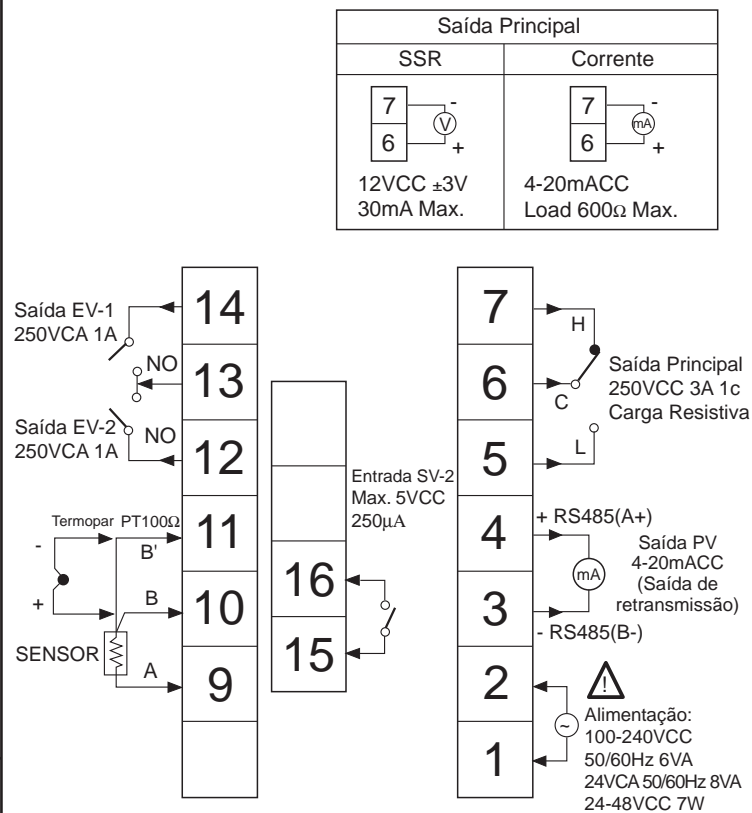 Saída Principal
SSR
Corrente
7
-
V
6
+
12VCC ±3V
30mA Max.
7
-
mA
6
+
4-20mACC
Load 600Ω Max.
Saída EV-1
250VCA 1A
14
NO
13
Saída EV-2
250VCA 1A
NO
12
Termopar PT100Ω
11
-
B'
+
B
10
SENSOR
A
9
Entrada SV-2
Max. 5VCC
250µA
16
15
7
H
6
C
Saída Principal
250VCC 3A 1c
Carga Resistiva
5
L
4
+ RS485(A+)
mA
Saída PV
4-20mACC
(Saída de
retransmissão)
3
- RS485(B-)
2
!
~
1
Alimentação:
100-240VCC
50/60Hz 6VA
24VCA 50/60Hz 8VA
24-48VCC 7W